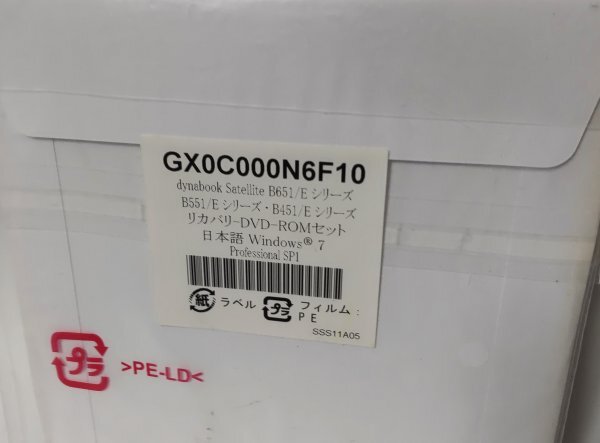 GX0C000N6F10
dynabook Satellite B651/E シリーズ
B551/E シリーズ・B451/E シリーズ
リカバリ-DVD-ROMセット
日本語 Windows® 7
Professional SP1
紙 ラベル プラ フィルム:
PE
SSS11A05
プラ >PE-LD<